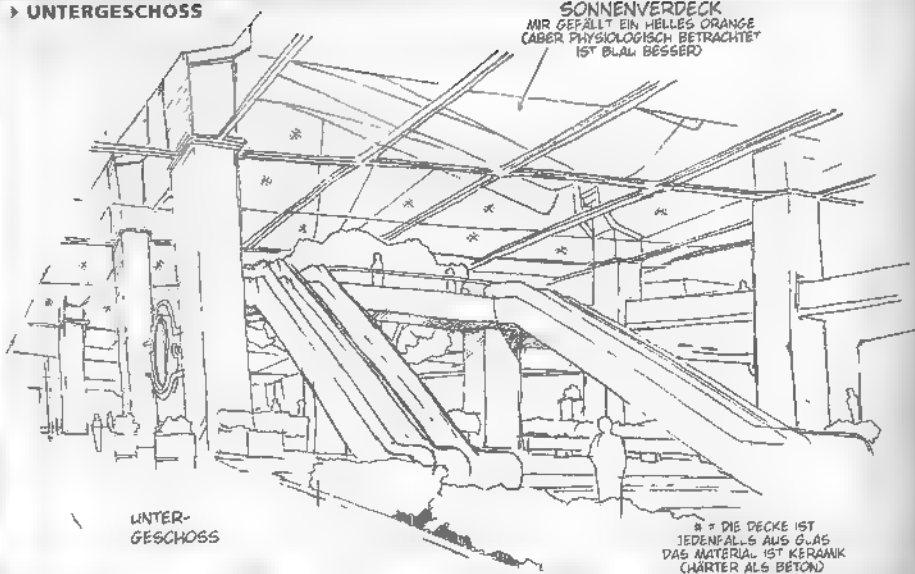 › UNTERGESCHOSS
SONNENVERDECK
MIR GEFÄLLT EIN HELLES ORANGE
(ABER PHYSIOLOGISCH BETRACHTET
IST BLAU BESSER)
UNTER-
GESCHOSS
* = DIE DECKE IST
JEDENFALLS AUS GLAS
DAS MATERIAL IST KERAMIK
(HÄRTER ALS BETON)